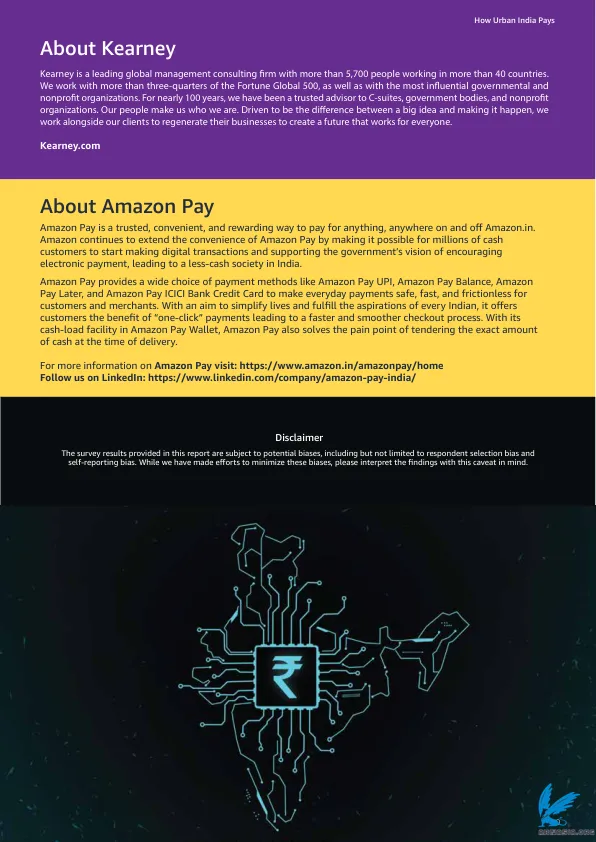 How Urban India Pays
About Kearney
Kearney is a leading global management consulting firm with more than 5,700 people working in more than 40 countries.
We work with more than three-quarters of the Fortune Global 500, as well as with the most influential governmental and
nonprofit organizations. For nearly 100 years, we have been a trusted advisor to C-suites, government bodies, and nonprofit
organizations. Our people make us who we are. Driven to be the difference between a big idea and making it happen, we
work alongside our clients to regenerate their businesses to create a future that works for everyone.
Kearney.com
About Amazon Pay
Amazon Pay is a trusted, convenient, and rewarding way to pay for anything, anywhere on and off Amazon.in.
Amazon continues to extend the convenience of Amazon Pay by making it possible for millions of cash
customers to start making digital transactions and supporting the government’s vision of encouraging
electronic payment, leading to a less-cash society in India.
Amazon Pay provides a wide choice of payment methods like Amazon Pay UPI, Amazon Pay Balance, Amazon
Pay Later, and Amazon Pay ICICI Bank Credit Card to make everyday payments safe, fast, and frictionless for
customers and merchants. With an aim to simplify lives and fulfill the aspirations of every Indian, it offers
customers the benefit of “one-click” payments leading to a faster and smoother checkout process. With its
cash-load facility in Amazon Pay Wallet, Amazon Pay also solves the pain point of tendering the exact amount
of cash at the time of delivery.
For more information on Amazon Pay visit: https://www.amazon.in/amazonpay/home
Follow us on LinkedIn: https://www.linkedin.com/company/amazon-pay-india/
Disclaimer
The survey results provided in this report are subject to potential biases, including but not limited to respondent selection bias and
self-reporting bias. While we have made efforts to minimize these biases, please interpret the findings with this caveat in mind.
₹